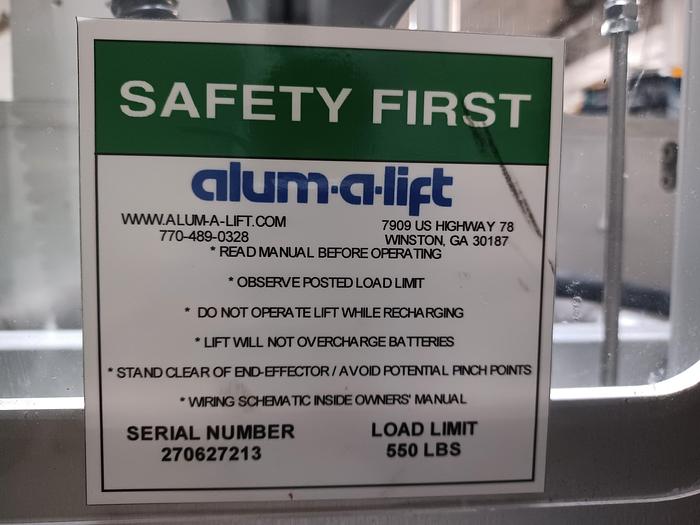 SAFETY FIRST
alum-a-lift
WWW.ALUM-A-LIFT.COM
770-489-0328
7909 US HIGHWAY 78
WINSTON, GA 30187
* READ MANUAL BEFORE OPERATING
* OBSERVE POSTED LOAD LIMIT
* DO NOT OPERATE LIFT WHILE RECHARGING
* LIFT WILL NOT OVERCHARGE BATTERIES
* STAND CLEAR OF END-EFFECTOR / AVOID POTENTIAL PINCH POINTS
* WIRING SCHEMATIC INSIDE OWNERS' MANUAL
SERIAL NUMBER
270627213
LOAD LIMIT
550 LBS